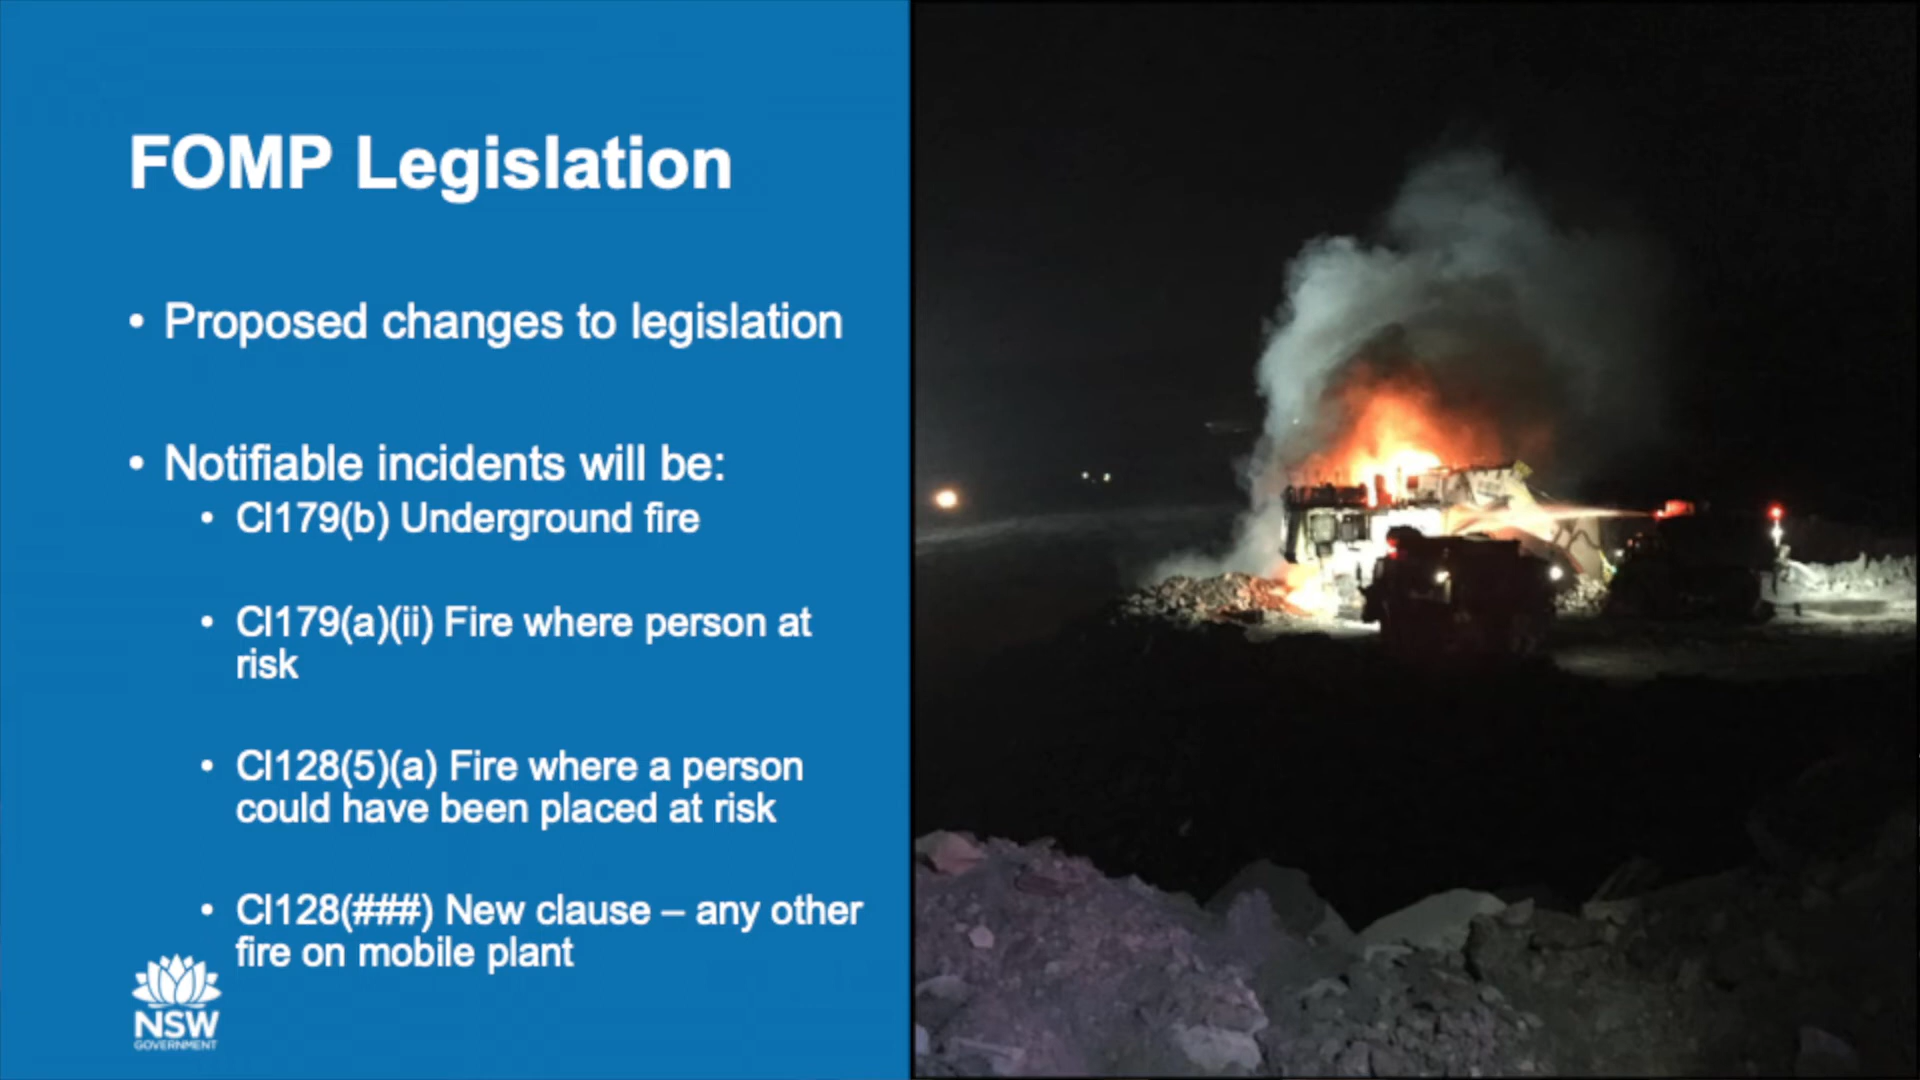 FOMP Legislation
• Proposed changes to legislation
• Notifiable incidents will be:
• Cl179(b) Underground fire
• Cl179(a)(ii) Fire where person at
risk
• Cl128(5)(a) Fire where a person
could have been placed at risk
• Cl128(###) New clause – any other
fire on mobile plant
NSW
GOVERNMENT